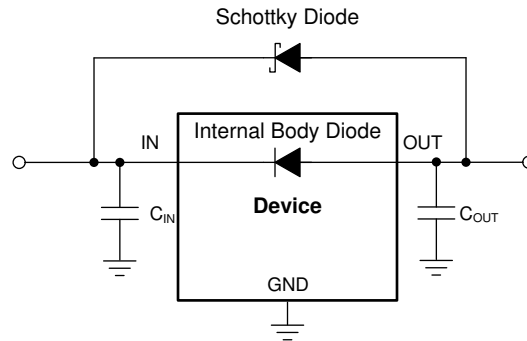 Schottky Diode
Internal Body Diode
IN
OUT
Device
CIN
COUT
GND